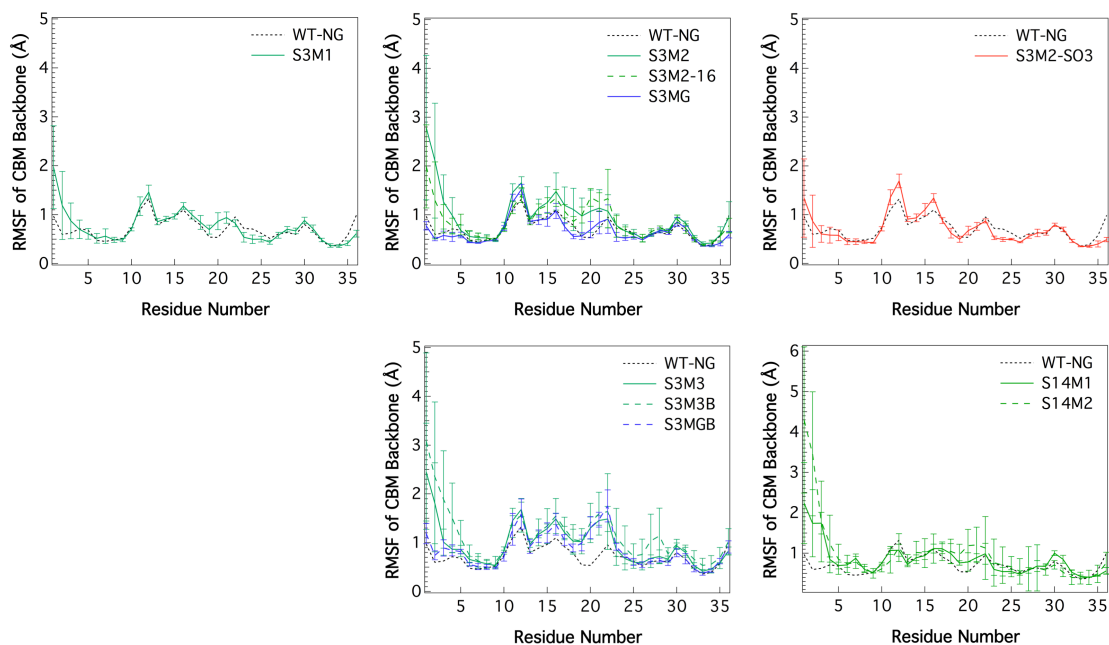 RMSF of CBM Backbone (Å)
5
4
3
2
1
0
WT-NG
S3M1
5 10 15 20 25 30 35
Residue Number
RMSF of CBM Backbone (Å)
5
4
3
2
1
0
WT-NG
S3M2
S3M2-16
S3MG
5 10 15 20 25 30 35
Residue Number
RMSF of CBM Backbone (Å)
5
4
3
2
1
0
WT-NG
S3M2-SO3
5 10 15 20 25 30 35
Residue Number
RMSF of CBM Backbone (Å)
5
4
3
2
1
0
WT-NG
S3M3
S3M3B
S3MGB
5 10 15 20 25 30 35
Residue Number
RMSF of CBM Backbone (Å)
6
5
4
3
2
1
WT-NG
S14M1
S14M2
5 10 15 20 25 30 35
Residue Number